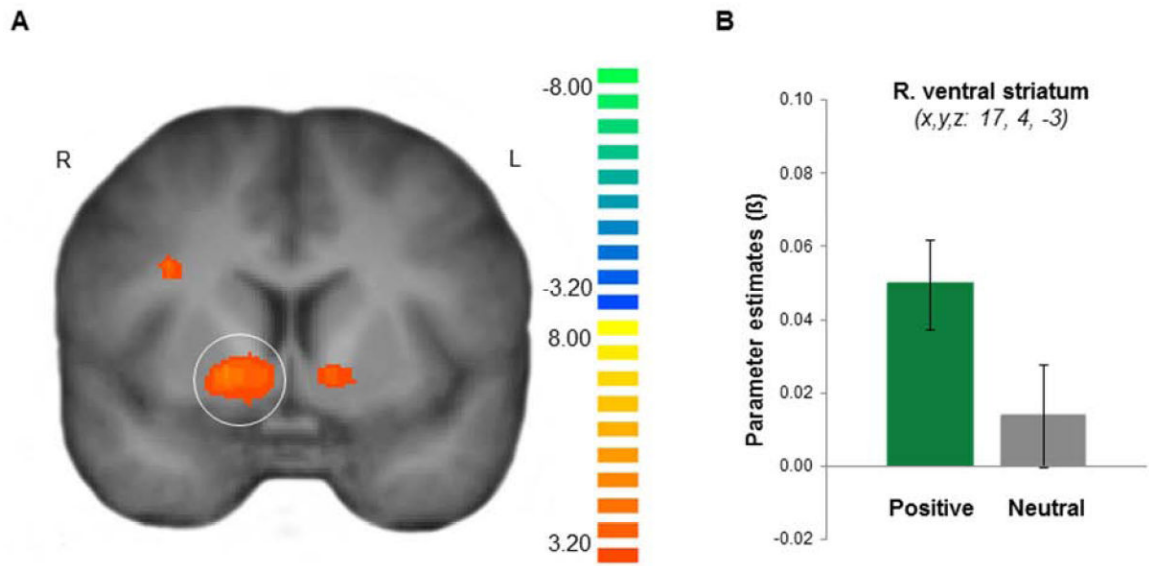 A
R
L
-8.00
-3.20
8.00
3.20
B
R. ventral striatum
(x,y,z: 17, 4, -3)
Parameter estimates (ß)
0.10
0.08
0.06
0.04
0.02
0.00
-0.02
Positive Neutral